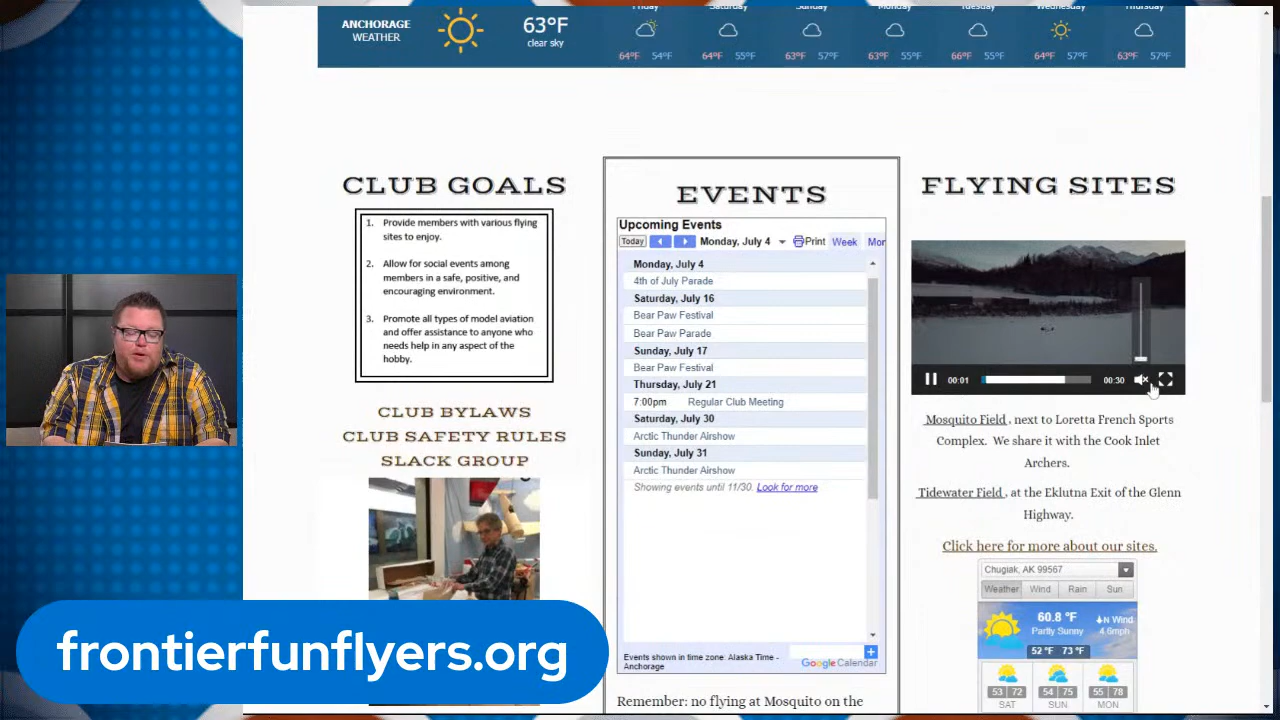 Friday Saturday Sunday Monday Tuesday Wednesday Thursday
ANCHORAGE
WEATHER
63°F
clear sky
64°F 54°F 64°F 55°F 63°F 57°F 63°F 55°F 66°F 55°F 64°F 57°F 63°F 57°F
CLUB GOALS
1. Provide members with various flying
sites to enjoy.
2. Allow for social events among
members in a safe, positive, and
encouraging environment.
3. Promote all types of model aviation
and offer assistance to anyone who
needs help in any aspect of the
hobby.
CLUB BYLAWS
CLUB SAFETY RULES
SLACK GROUP
EVENTS
Upcoming Events
Today Monday, July 4 Print Week Mor
Monday, July 4
4th of July Parade
Saturday, July 16
Bear Paw Festival
Bear Paw Parade
Sunday, July 17
Bear Paw Festival
Thursday, July 21
7:00pm Regular Club Meeting
Saturday, July 30
Arctic Thunder Airshow
Sunday, July 31
Arctic Thunder Airshow
Showing events until 11/30. Look for more
Events shown in time zone: Alaska Time -
Anchorage
Google Calendar
Remember: no flying at Mosquito on the
FLYING SITES
00:01 00:30
Mosquito Field , next to Loretta French Sports
Complex. We share it with the Cook Inlet
Archers.
Tidewater Field , at the Eklutna Exit of the Glenn
Highway.
Click here for more about our sites.
Chugiak, AK 99567
Weather Wind Rain Sun
60.8 °F
Partly Sunny
N Wind
4.6mph
52 °F 73 °F
53 72 54 75 55 78
SAT SUN MON
frontierfunflyers.org